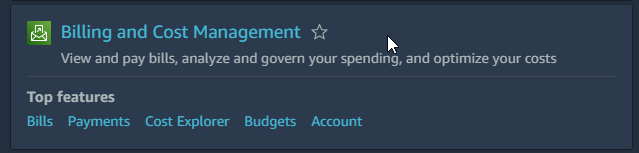 Billing and Cost Management
View and pay bills, analyze and govern your spending, and optimize your costs
Top features
Bills Payments Cost Explorer Budgets Account